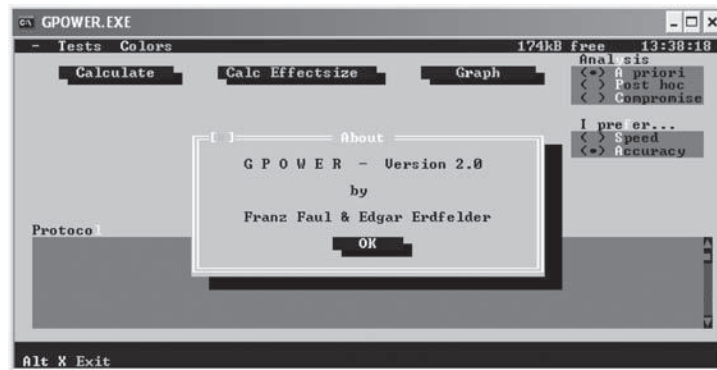 GPOWER.EXE
- Tests Colors 174kB free 13:38:18
Calculate Calc Effectsize Graph
Analysis
(•) A priori
( ) Post hoc
( ) Compromise
I prefer...
( ) Speed
(•) Accuracy
[ ] About
G P O W E R - Version 2.0
by
Franz Faul & Edgar Erdfelder
OK
Protocol
Alt X Exit